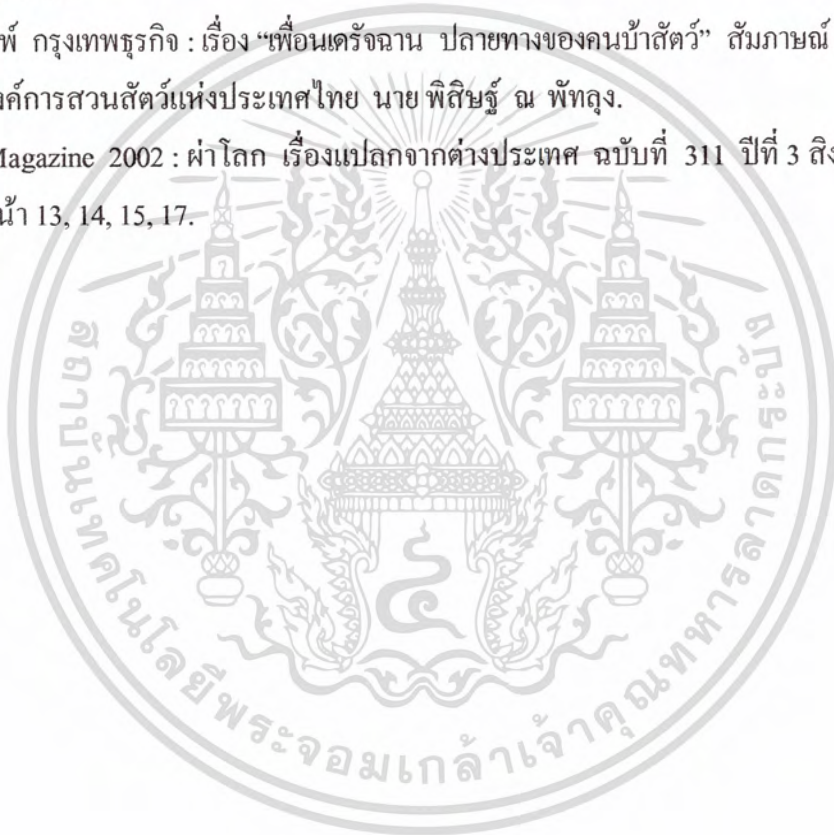 พ์ กรุงเทพธุรกิจ : เรื่อง “เพื่อนเดรัจฉาน ปลายทางของคนบ้าสัตว์” สัมภาษณ์
งค์การสวนสัตว์แห่งประเทศไทย นาย พิสิษฐ์ ณ พัทลุง.
Magazine 2002 : ผ่าโลก เรื่องแปลกจากต่างประเทศ ฉบับที่ 311 ปีที่ 3 สิง
น้า 13, 14, 15, 17.
สถาบันเทคโนโลยีพระจอมเกล้าเจ้าคุณทหารลาดกระบัง